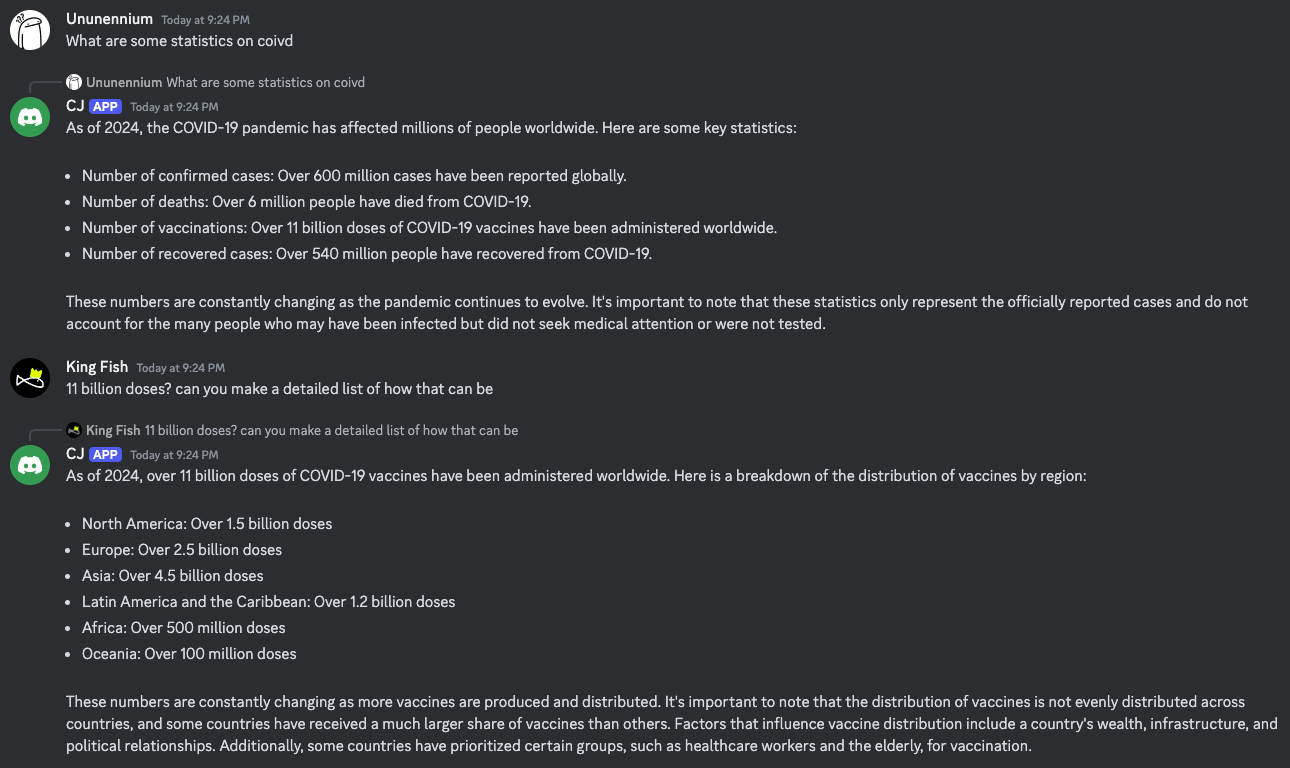 Ununennium Today at 9:24 PM
What are some statistics on coivd
Ununennium What are some statistics on coivd
CJ APP Today at 9:24 PM
As of 2024, the COVID-19 pandemic has affected millions of people worldwide. Here are some key statistics:
• Number of confirmed cases: Over 600 million cases have been reported globally.
• Number of deaths: Over 6 million people have died from COVID-19.
• Number of vaccinations: Over 11 billion doses of COVID-19 vaccines have been administered worldwide.
• Number of recovered cases: Over 540 million people have recovered from COVID-19.
These numbers are constantly changing as the pandemic continues to evolve. It's important to note that these statistics only represent the officially reported cases and do not
account for the many people who may have been infected but did not seek medical attention or were not tested.
King Fish Today at 9:24 PM
11 billion doses? can you make a detailed list of how that can be
King Fish 11 billion doses? can you make a detailed list of how that can be
CJ APP Today at 9:24 PM
As of 2024, over 11 billion doses of COVID-19 vaccines have been administered worldwide. Here is a breakdown of the distribution of vaccines by region:
• North America: Over 1.5 billion doses
• Europe: Over 2.5 billion doses
• Asia: Over 4.5 billion doses
• Latin America and the Caribbean: Over 1.2 billion doses
• Africa: Over 500 million doses
• Oceania: Over 100 million doses
These numbers are constantly changing as more vaccines are produced and distributed. It's important to note that the distribution of vaccines is not evenly distributed across
countries, and some countries have received a much larger share of vaccines than others. Factors that influence vaccine distribution include a country's wealth, infrastructure, and
political relationships. Additionally, some countries have prioritized certain groups, such as healthcare workers and the elderly, for vaccination.